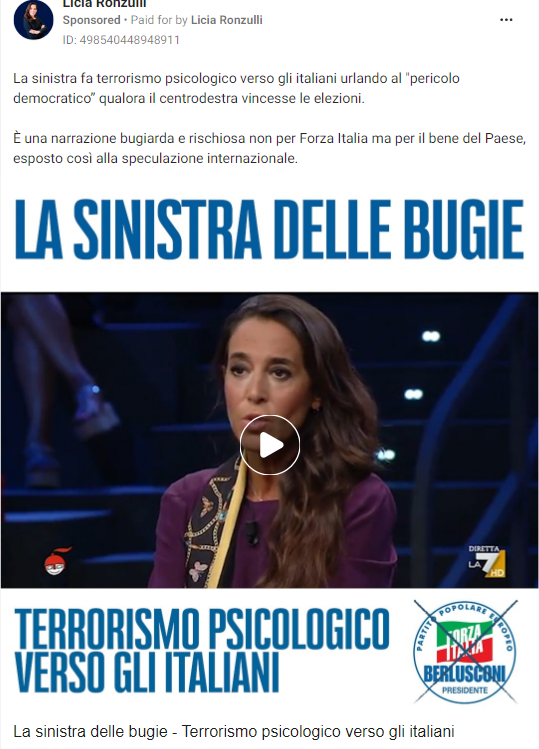 Licia Ronzulli
Sponsored • Paid for by Licia Ronzulli
ID: 498540448948911
La sinistra fa terrorismo psicologico verso gli italiani urlando al "pericolo
democratico” qualora il centrodestra vincesse le elezioni.
È una narrazione bugiarda e rischiosa non per Forza Italia ma per il bene del Paese,
esposto così alla speculazione internazionale.
LA SINISTRA DELLE BUGIE
DIRETTA
LA7
HD
TERRORISMO PSICOLOGICO
VERSO GLI ITALIANI
PARTITO POPOLARE EUROPEO
FORZA
ITALIA
BERLUSCONI
PRESIDENTE
La sinistra delle bugie - Terrorismo psicologico verso gli italiani